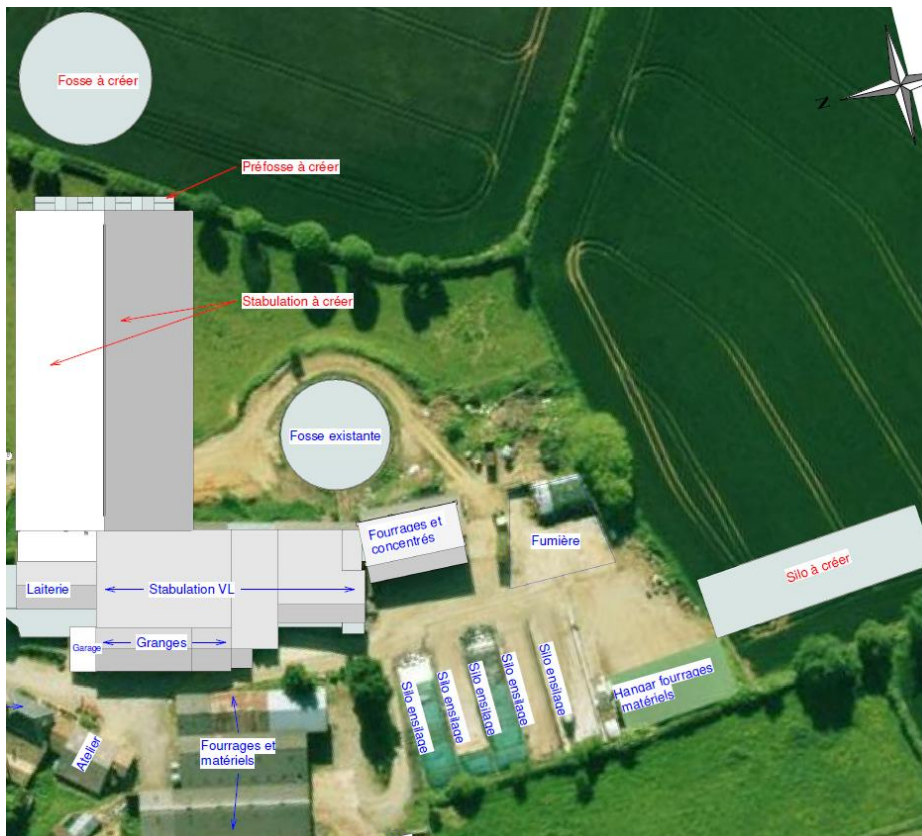 Fosse à créer
N
Préfosse à créer
Stabulation à créer
Fosse existante
Fourrages et
concentrés
Fumière
Silo à créer
Laiterie
Stabulation VL
Garage
Granges
Silo ensilage
Silo ensilage
Silo ensilage
Silo ensilage
Silo ensilage
Hangar fourrages
matériels
Atelier
Fourrages et
matériels